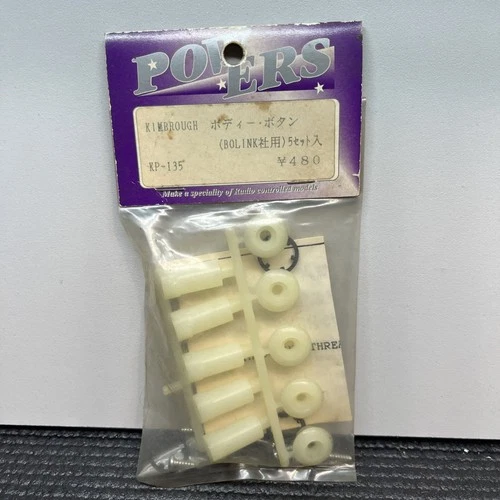 POWERS
KIMBROUGH ボディー・ボタン
(BOLINK社用)5セット入
KP-135 ¥480
Make a speciality of Radio controlled models
THREA